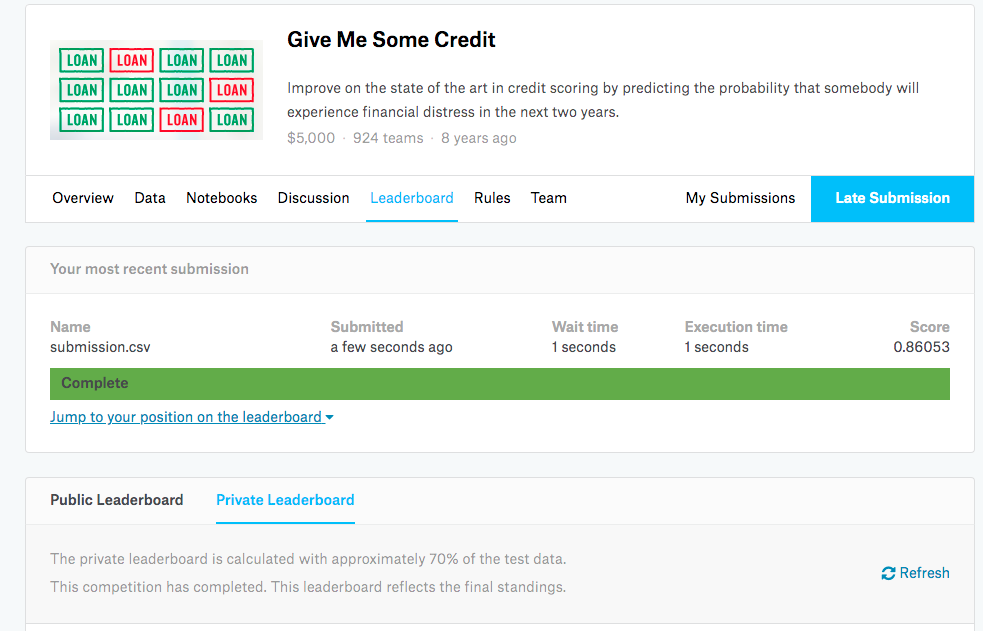 Give Me Some Credit
LOAN LOAN LOAN LOAN
LOAN LOAN LOAN LOAN
LOAN LOAN LOAN LOAN
Improve on the state of the art in credit scoring by predicting the probability that somebody will
experience financial distress in the next two years.
$5,000 · 924 teams · 8 years ago
Overview Data Notebooks Discussion Leaderboard Rules Team My Submissions Late Submission
Your most recent submission
Name Submitted Wait time Execution time Score
submission.csv a few seconds ago 1 seconds 1 seconds 0.86053
Complete
Jump to your position on the leaderboard
Public Leaderboard Private Leaderboard
The private leaderboard is calculated with approximately 70% of the test data.
This competition has completed. This leaderboard reflects the final standings.
Refresh